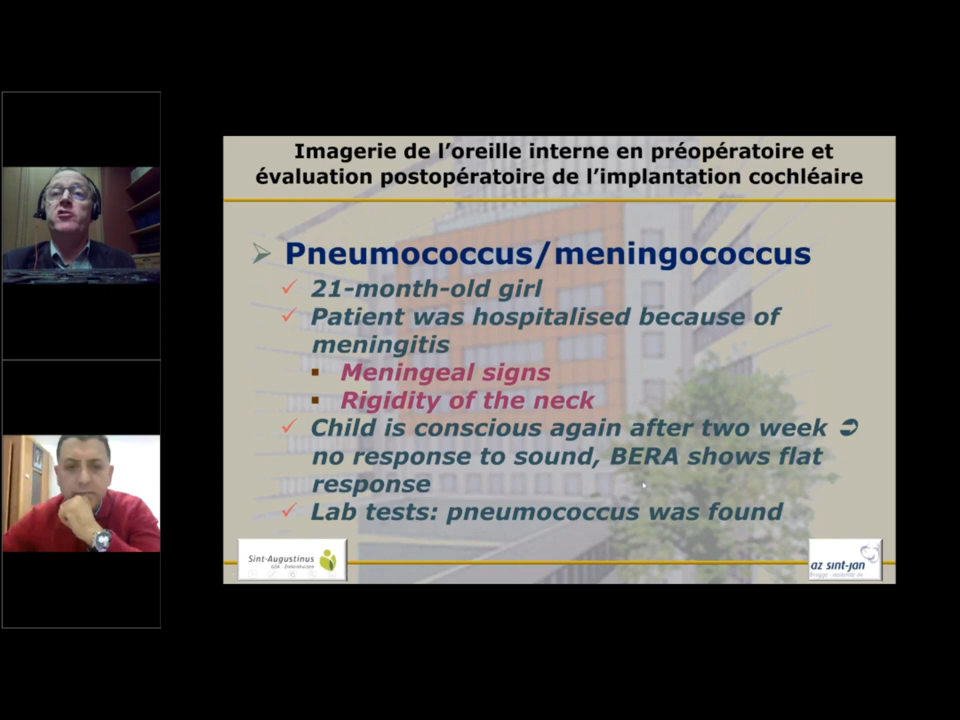 Imagerie de l'oreille interne en préopératoire et
évaluation postopératoire de l'implantation cochléaire
Pneumococcus/meningococcus
21-month-old girl
Patient was hospitalised because of
meningitis
Meningeal signs
Rigidity of the neck
Child is conscious again after two week
no response to sound, BERA shows flat
response
Lab tests: pneumococcus was found
Sint-Augustinus
GZA Ziekenhuizen
az sint-jan